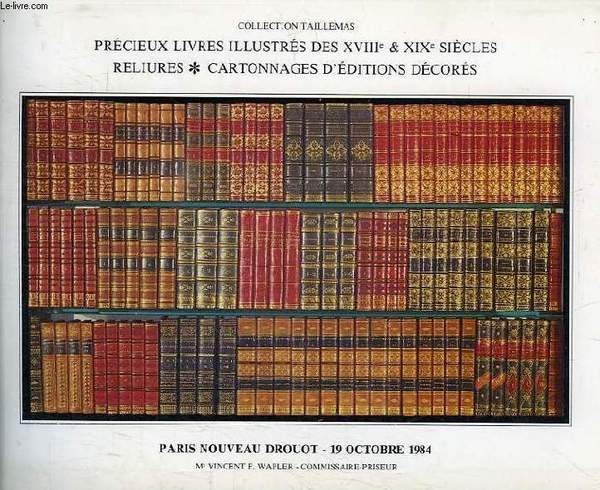 Le-livre.com
COLLECTION TAILLEMAS
PRÉCIEUX LIVRES ILLUSTRÉS DES XVIIIe & XIXe SIÈCLES
RELIURES * CARTONNAGES D'ÉDITIONS DÉCORÉS
PARIS NOUVEAU DROUOT - 19 OCTOBRE 1984
Me VINCENT F. WAPLER - COMMISSAIRE-PRISEUR